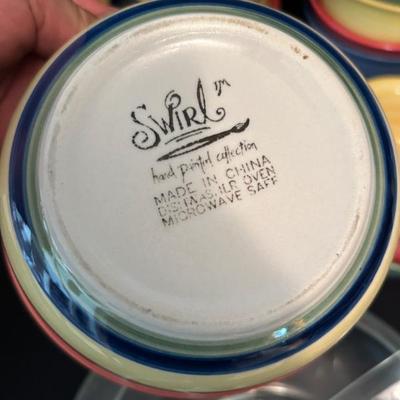 Swirl™
hand painted collection
MADE IN CHINA
DISHWASHER OVEN
MICROWAVE SAFE